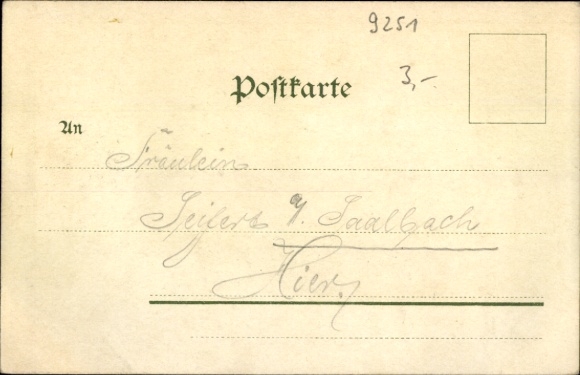 9251
Postkarte
3,-
An
Fräulein
Seifert a/. Saalbach
Hier.